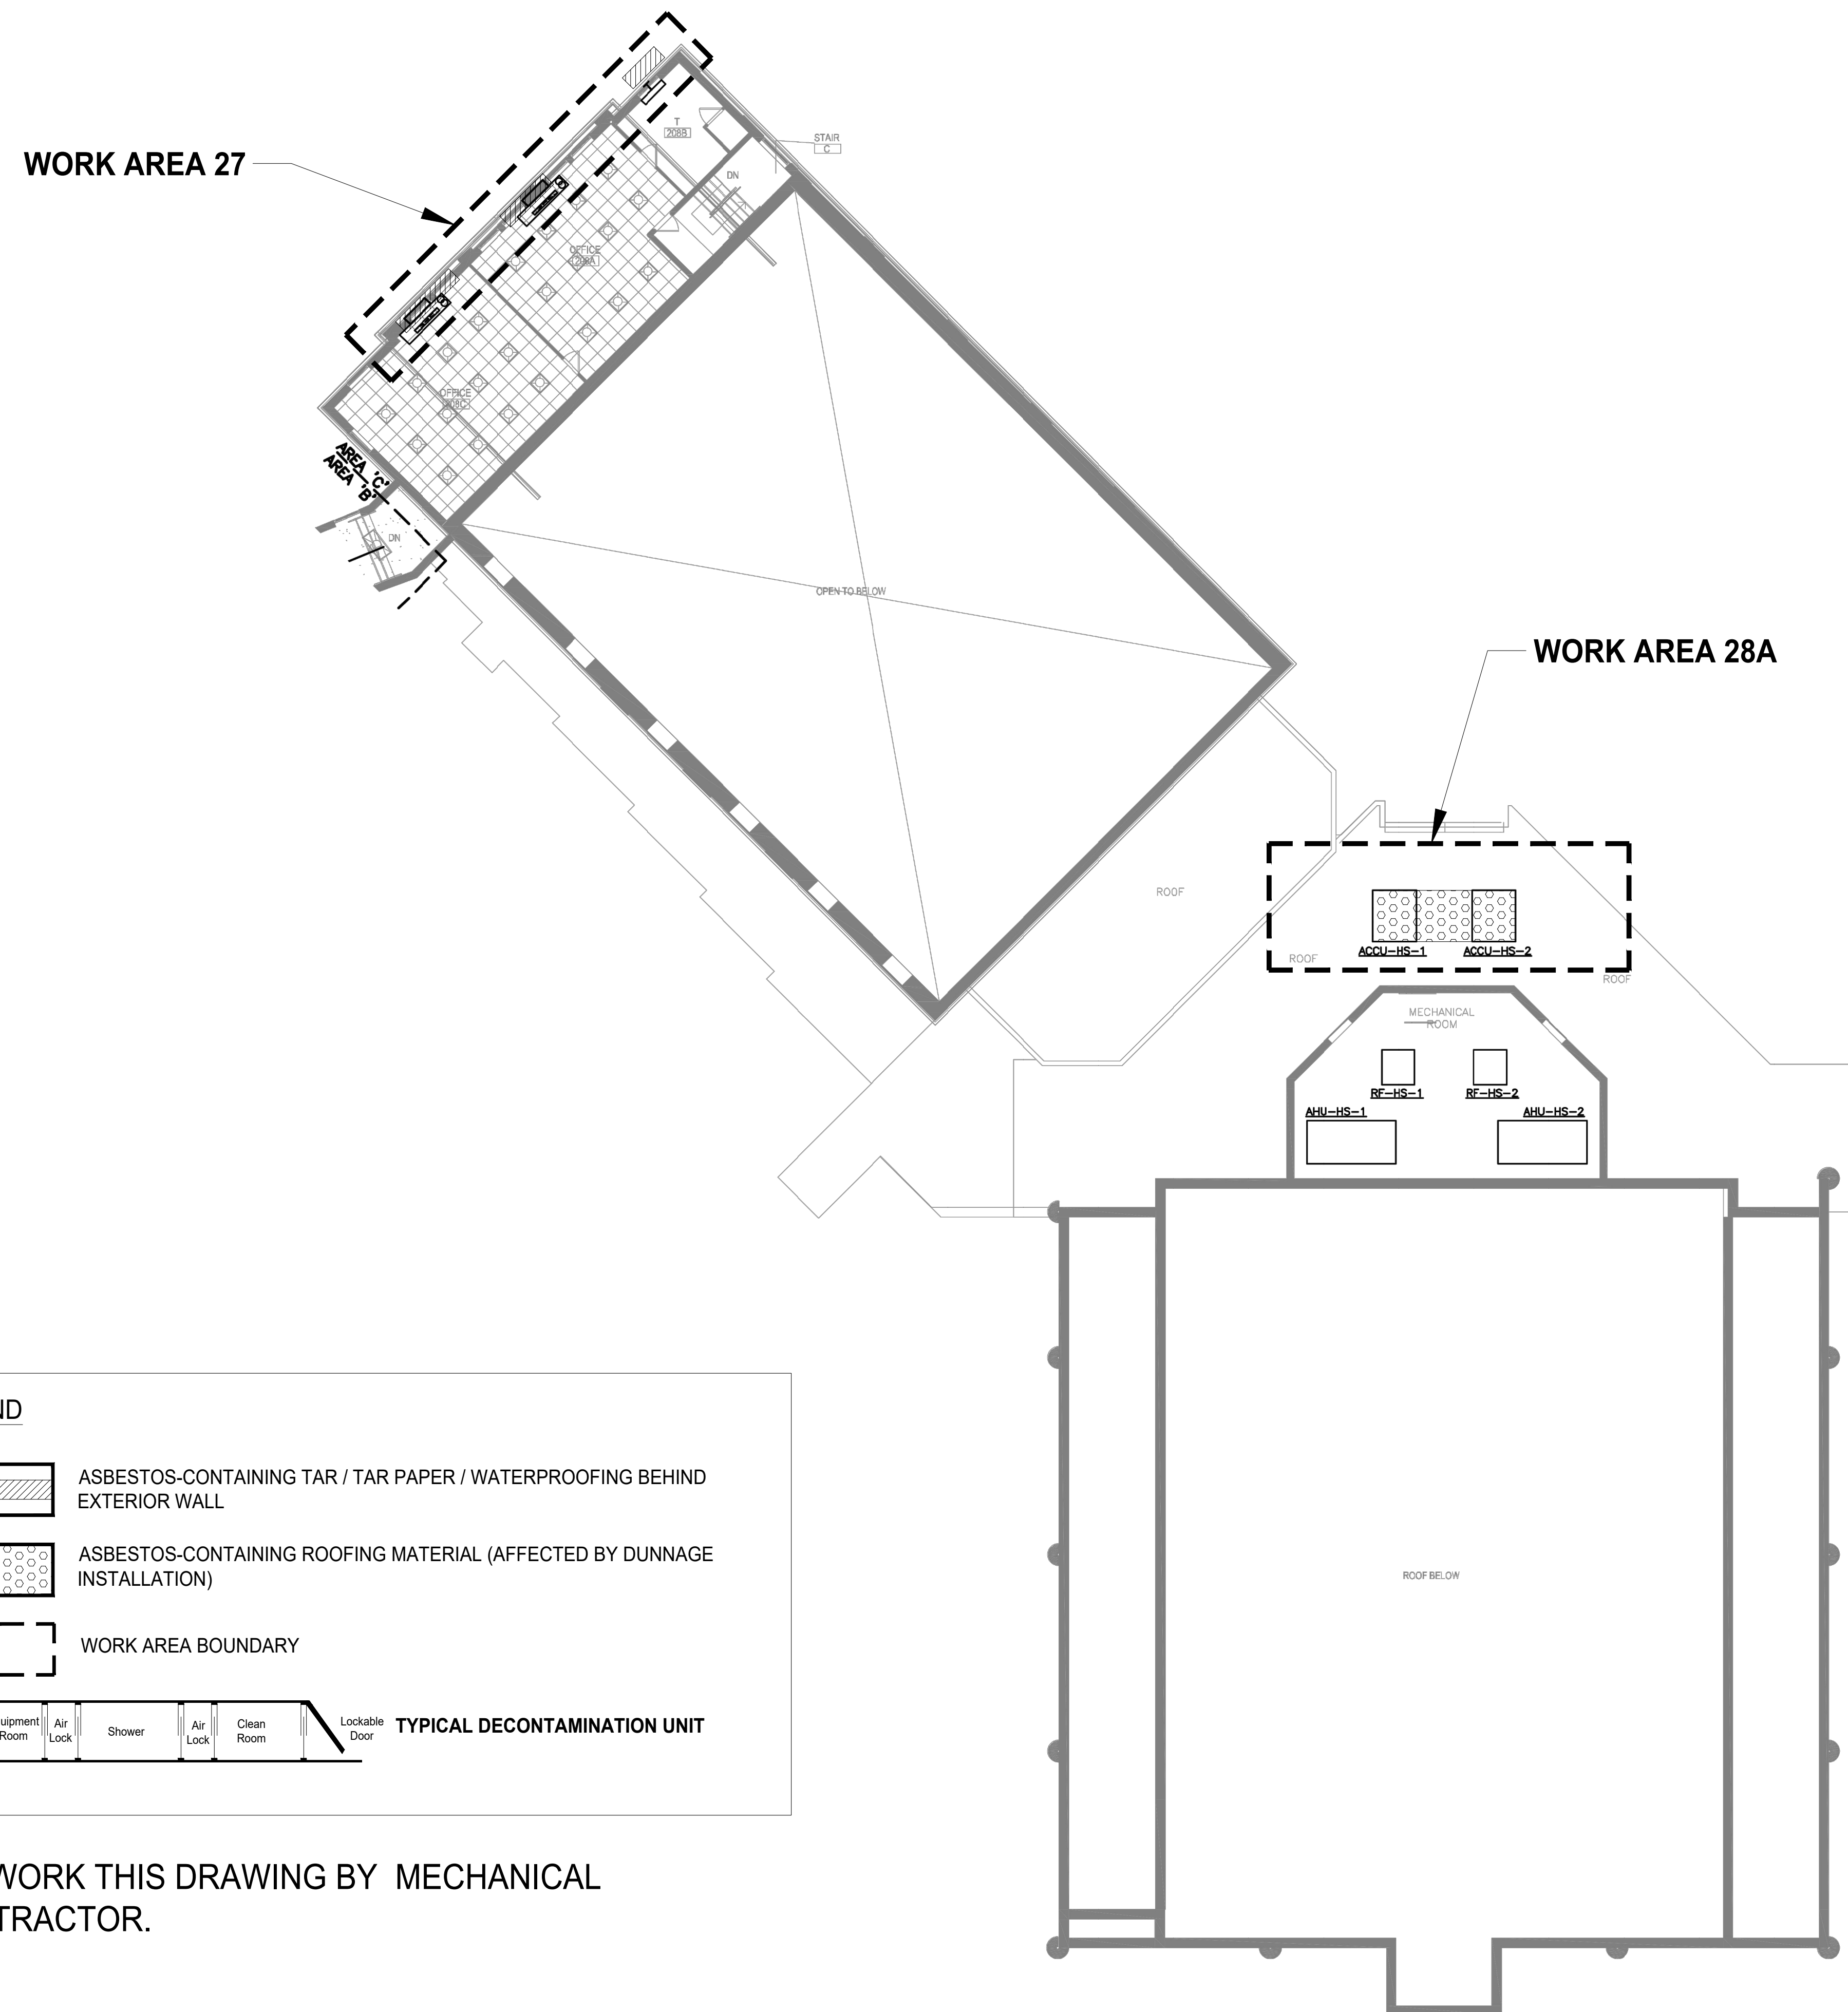 WORK AREA 27
T
208B
STAIR
C
DN
OFFICE
208A
OFFICE
208C
AREA 'C'
AREA 'B'
DN
OPEN TO BELOW
WORK AREA 28A
ROOF
ROOF
ACCU-HS-1
ACCU-HS-2
ROOF
MECHANICAL
ROOM
RF-HS-1
RF-HS-2
AHU-HS-1
AHU-HS-2
ROOF BELOW
ND
ASBESTOS-CONTAINING TAR / TAR PAPER / WATERPROOFING BEHIND
EXTERIOR WALL
ASBESTOS-CONTAINING ROOFING MATERIAL (AFFECTED BY DUNNAGE
INSTALLATION)
WORK AREA BOUNDARY
uipment
Room
Air
Lock
Shower
Air
Lock
Clean
Room
Lockable
Door
TYPICAL DECONTAMINATION UNIT
WORK THIS DRAWING BY MECHANICAL
TRACTOR.